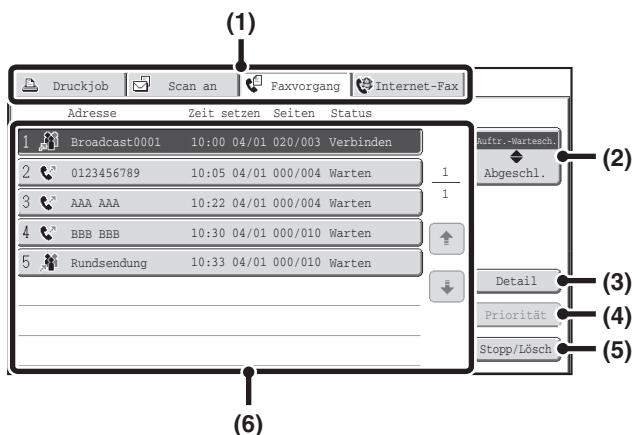 (1)
Druckjob Scan an Faxvorgang Internet-Fax
Adresse Zeit setzen Seiten Status
1 Broadcast0001 10:00 04/01 020/003 Verbinden
2 0123456789 10:05 04/01 000/004 Warten
3 AAA AAA 10:22 04/01 000/004 Warten
4 BBB BBB 10:30 04/01 000/010 Warten
5 Rundsendung 10:33 04/01 000/010 Warten
1
1
Auftr.-Wartesch.
Abgeschl.
(2)
Detail
(3)
Priorität
(4)
Stopp/Lösch
(5)
(6)